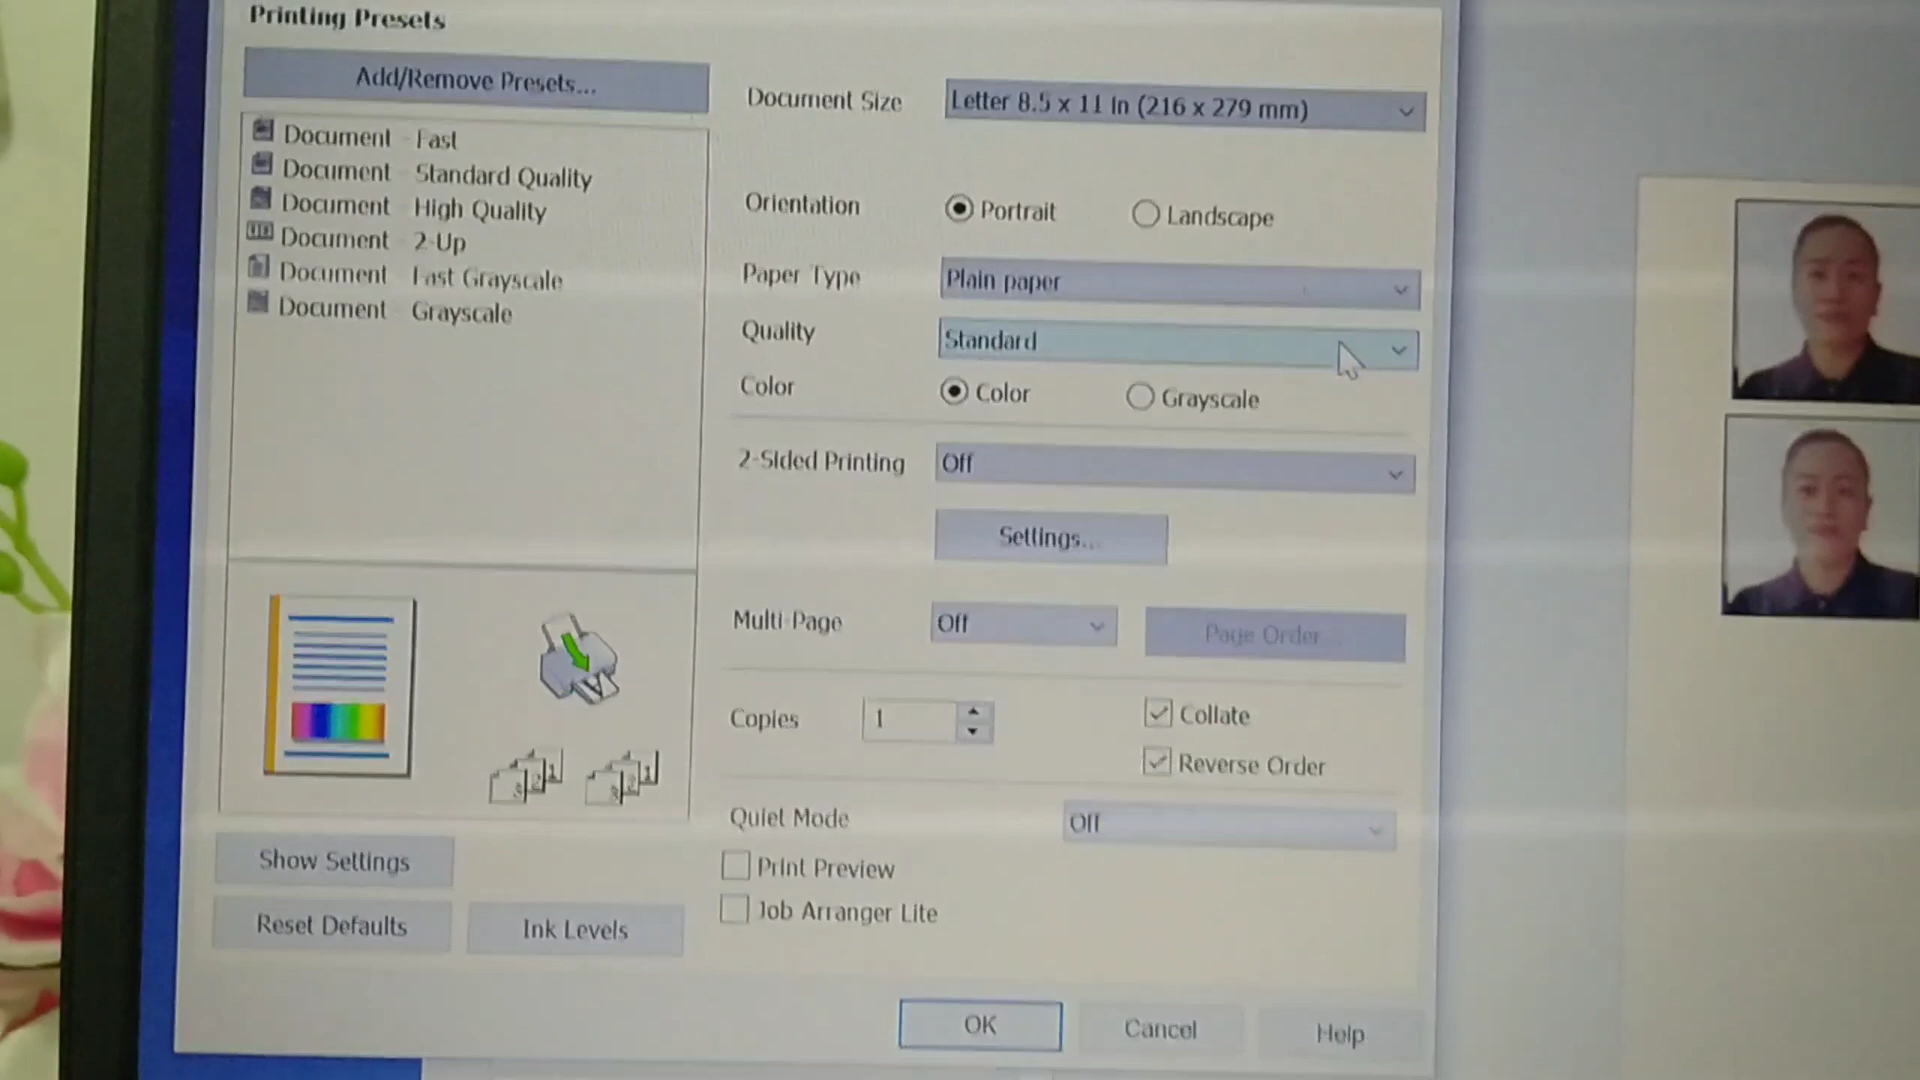 Printing Presets
Add/Remove Presets...
Document - Fast
Document - Standard Quality
Document - High Quality
Document - 2-Up
Document - Fast Grayscale
Document - Grayscale
Show Settings
Reset Defaults
Ink Levels
Document Size
Letter 8.5 x 11 in (216 x 279 mm)
Orientation
Portrait
Landscape
Paper Type
Plain paper
Quality
Standard
Color
Color
Grayscale
2-Sided Printing
Off
Settings...
Multi-Page
Off
Page Order...
Copies
1
Collate
Reverse Order
Quiet Mode
Off
Print Preview
Job Arranger Lite
OK
Cancel
Help